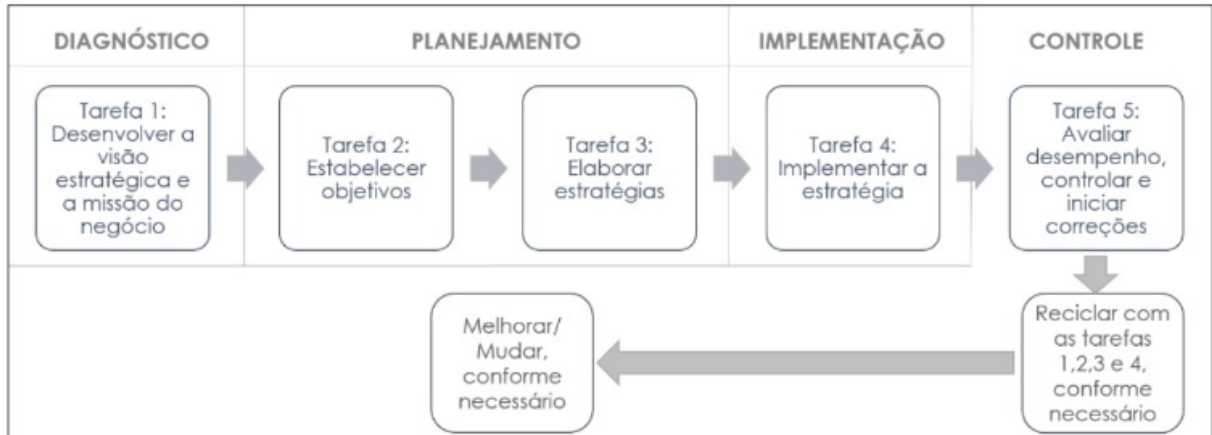 DIAGNÓSTICO
PLANEJAMENTO
IMPLEMENTAÇÃO
CONTROLE
Tarefa 1:
Desenvolver a
visão
estratégica e
a missão do
negócio
Tarefa 2:
Estabelecer
objetivos
Tarefa 3:
Elaborar
estratégias
Tarefa 4:
Implementar a
estratégia
Tarefa 5:
Avaliar
desempenho,
controlar e
iniciar
correções
Reciclar com
as tarefas
1,2,3 e 4,
conforme
necessário
Melhorar/
Mudar,
conforme
necessário